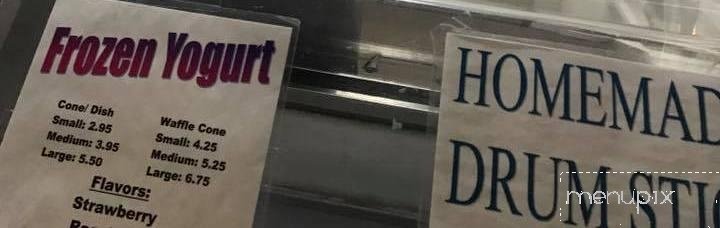 Frozen Yogurt
Cone/ Dish
Small: 2.95
Medium: 3.95
Large: 5.50
Waffle Cone
Small: 4.25
Medium: 5.25
Large: 6.75
Flavors:
Strawberry
HOMEMAD
DRUM STIC
menupix